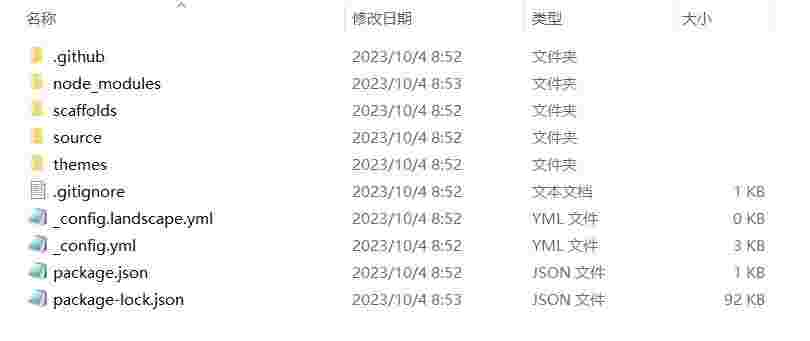 名称 修改日期 类型 大小
.github 2023/10/4 8:52 文件夹
node_modules 2023/10/4 8:53 文件夹
scaffolds 2023/10/4 8:52 文件夹
source 2023/10/4 8:52 文件夹
themes 2023/10/4 8:52 文件夹
.gitignore 2023/10/4 8:52 文本文档 1 KB
_config.landscape.yml 2023/10/4 8:52 YML 文件 0 KB
_config.yml 2023/10/4 8:52 YML 文件 3 KB
package.json 2023/10/4 8:52 JSON 文件 1 KB
package-lock.json 2023/10/4 8:53 JSON 文件 92 KB